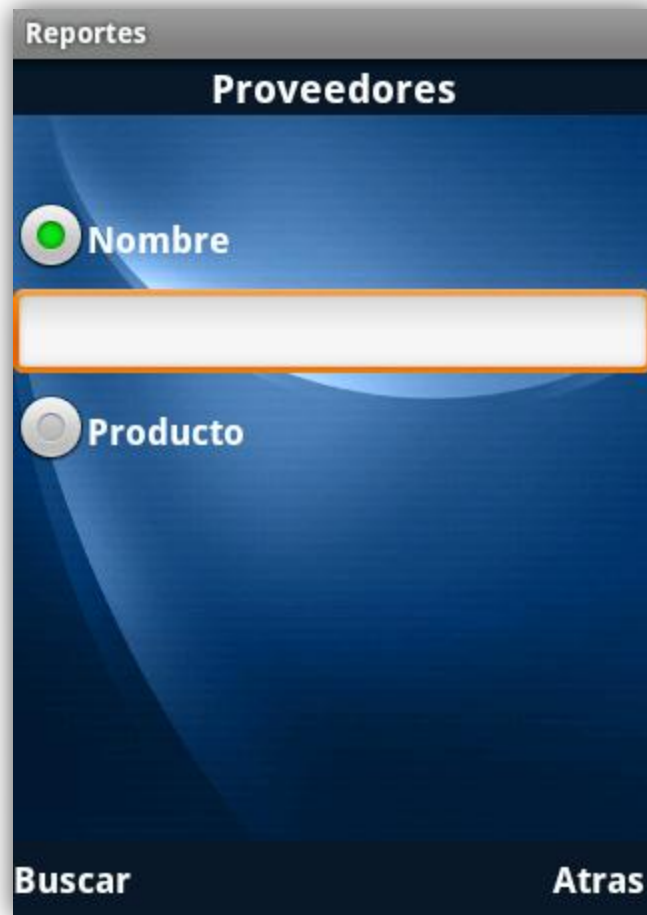 Reportes
Proveedores
Nombre
Producto
Buscar Atras